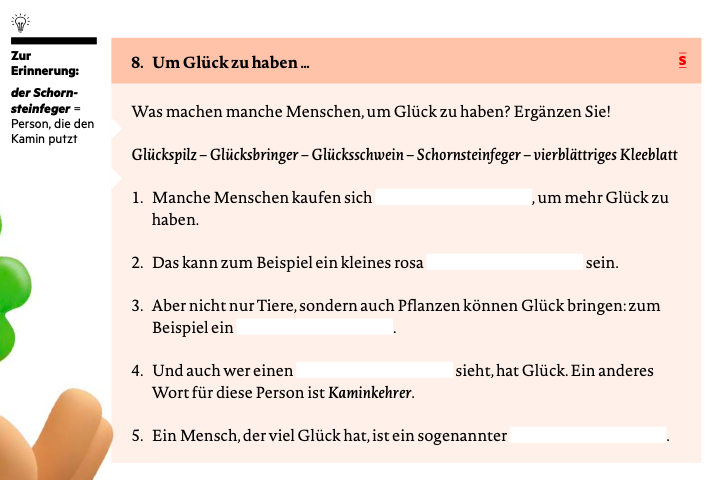 Zur
Erinnerung:
der Schorn-
steinfeger =
Person, die den
Kamin putzt
8. Um Glück zu haben ...
s
Was machen manche Menschen, um Glück zu haben? Ergänzen Sie!
Glückspilz – Glücksbringer – Glücksschwein – Schornsteinfeger – vierblättriges Kleeblatt
1. Manche Menschen kaufen sich , um mehr Glück zu
haben.
2. Das kann zum Beispiel ein kleines rosa sein.
3. Aber nicht nur Tiere, sondern auch Pflanzen können Glück bringen: zum
Beispiel ein .
4. Und auch wer einen sieht, hat Glück. Ein anderes
Wort für diese Person ist Kaminkehrer.
5. Ein Mensch, der viel Glück hat, ist ein sogenannter .